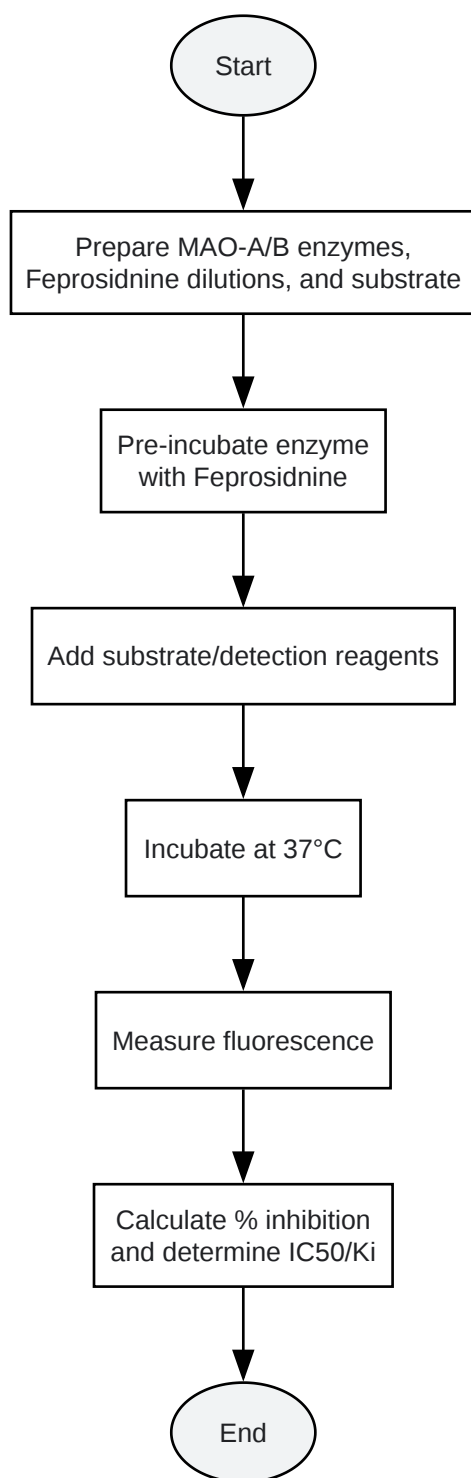 Start
Prepare MAO-A/B enzymes,
Feprosidnine dilutions, and substrate
Pre-incubate enzyme
with Feprosidnine
Add substrate/detection reagents
Incubate at 37°C
Measure fluorescence
Calculate % inhibition
and determine IC50/Ki
End